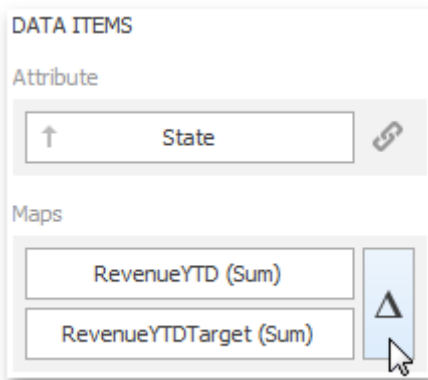 DATA ITEMS
Attribute
State
Maps
RevenueYTD (Sum)
RevenueYTDTarget (Sum)